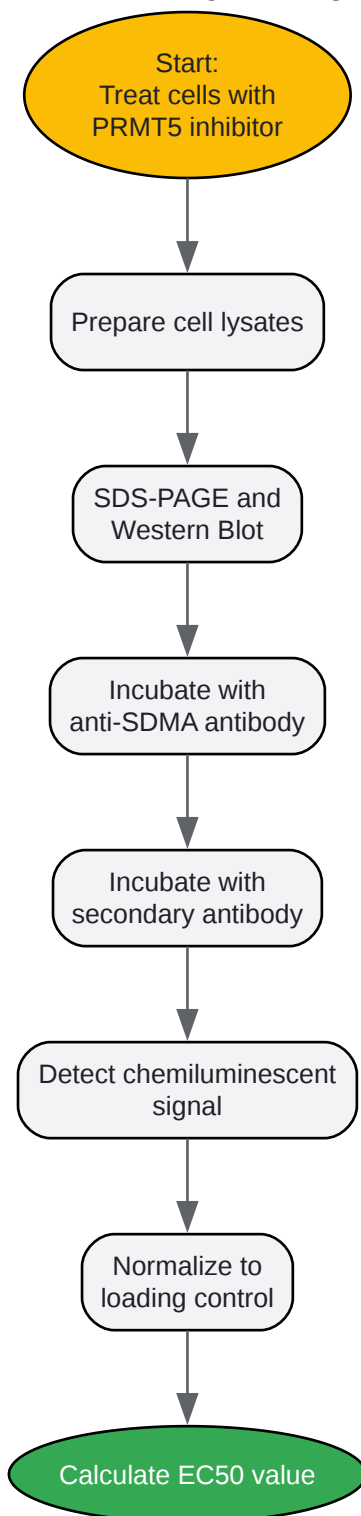 Start:
Treat cells with
PRMT5 inhibitor
Prepare cell lysates
SDS-PAGE and
Western Blot
Incubate with
anti-SDMA antibody
Incubate with
secondary antibody
Detect chemiluminescent
signal
Normalize to
loading control
Calculate EC50 value